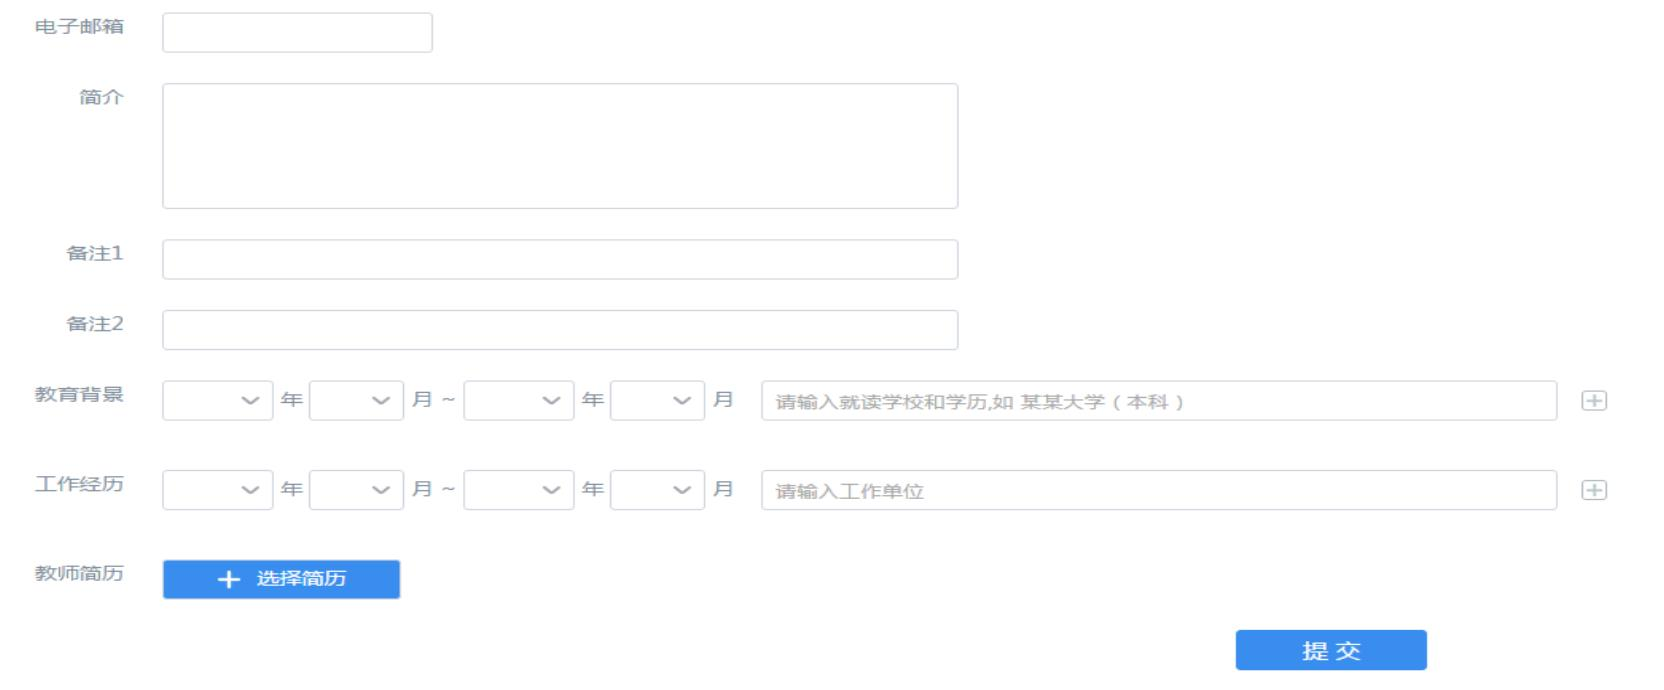 电子邮箱
简介
备注1
备注2
教育背景 年 月 ~ 年 月 请输入就读学校和学历,如 某某大学（本科）
工作经历 年 月 ~ 年 月 请输入工作单位
教师简历 + 选择简历
提 交